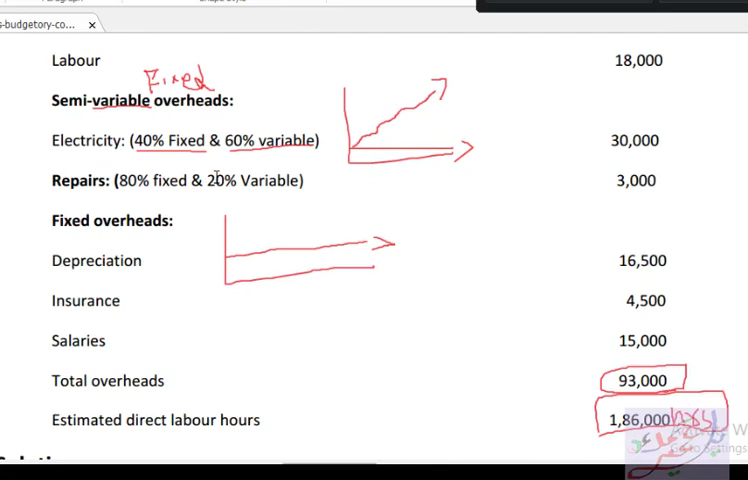 s-budgetory-co...
Labour 18,000
Fixed
Semi-variable overheads:
Electricity: (40% Fixed & 60% variable) 30,000
Repairs: (80% fixed & 20% Variable) 3,000
Fixed overheads:
Depreciation 16,500
Insurance 4,500
Salaries 15,000
Total overheads 93,000
Estimated direct labour hours 1,86,000